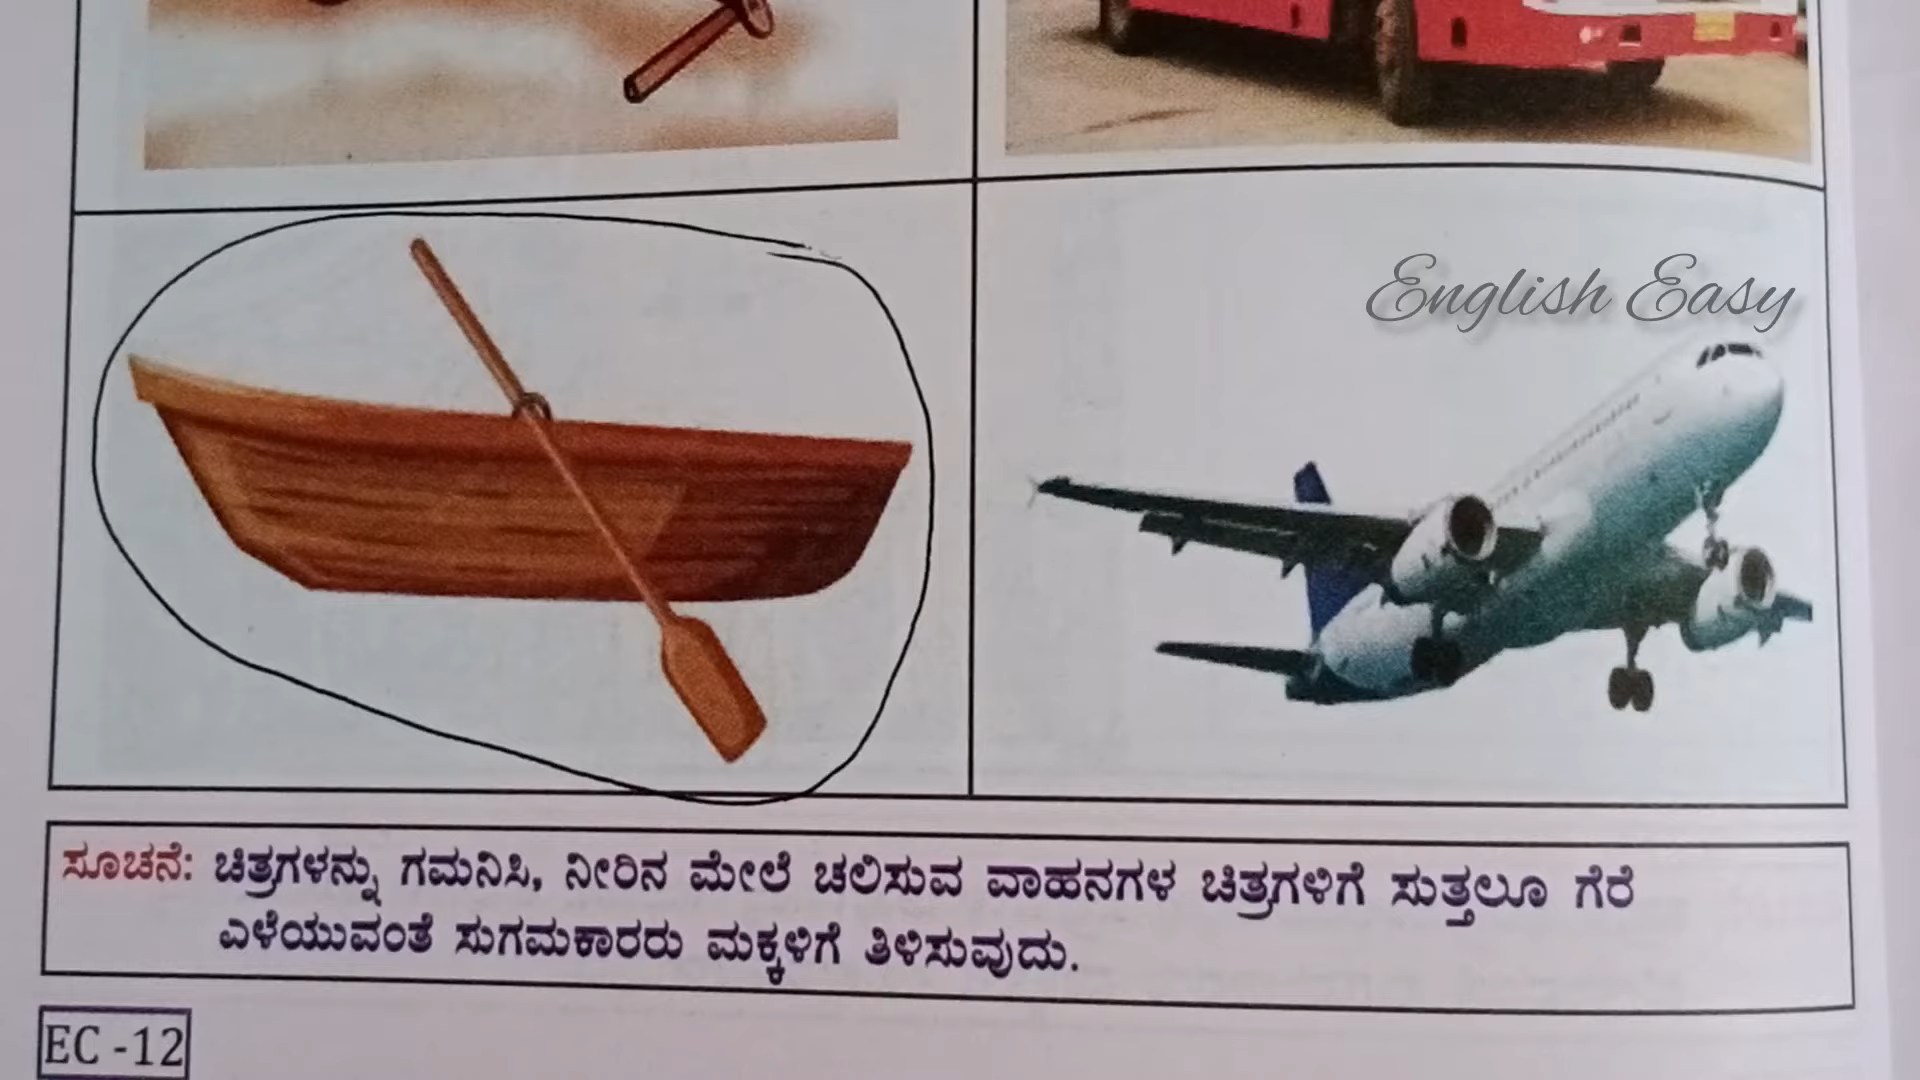 English Easy
ಸೂಚನೆ: ಚಿತ್ರಗಳನ್ನು ಗಮನಿಸಿ, ನೀರಿನ ಮೇಲೆ ಚಲಿಸುವ ವಾಹನಗಳ ಚಿತ್ರಗಳಿಗೆ ಸುತ್ತಲೂ ಗೆರೆ
ಎಳೆಯುವಂತೆ ಸುಗಮಕಾರರು ಮಕ್ಕಳಿಗೆ ತಿಳಿಸುವುದು.
EC -12